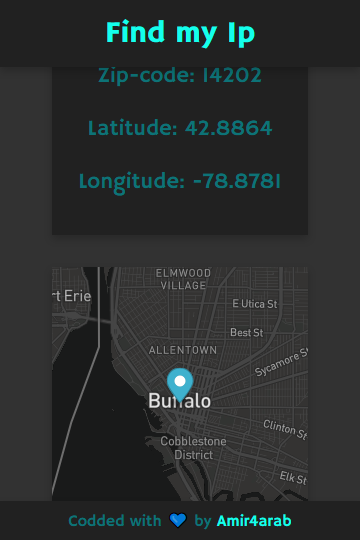 Find my Ip
Zip-code: 14202
Latitude: 42.8864
Longitude: -78.8781
ELMWOOD
VILLAGE
rt Erie
E Utica St
Best St
ALLENTOWN
Sycamore St
Buffalo
Clinton St
Cobblestone
District
Elk St
Codded with 💙 by Amir4arab